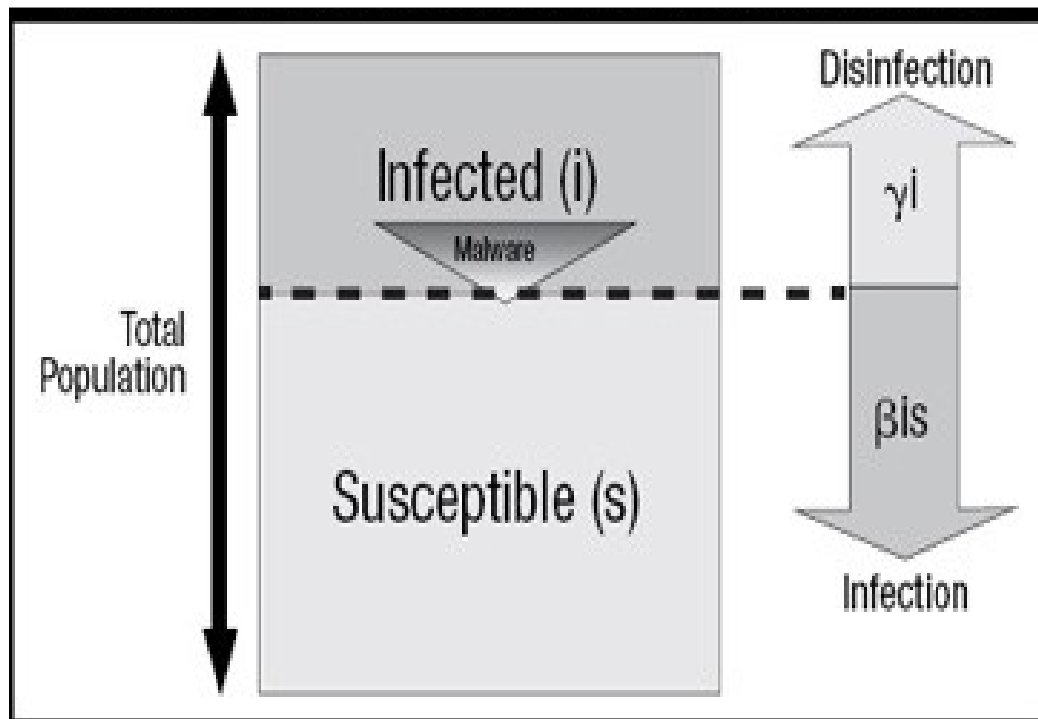 Disinfection
Infected (i)
γi
Malware
Total
Population
βis
Susceptible (s)
Infection